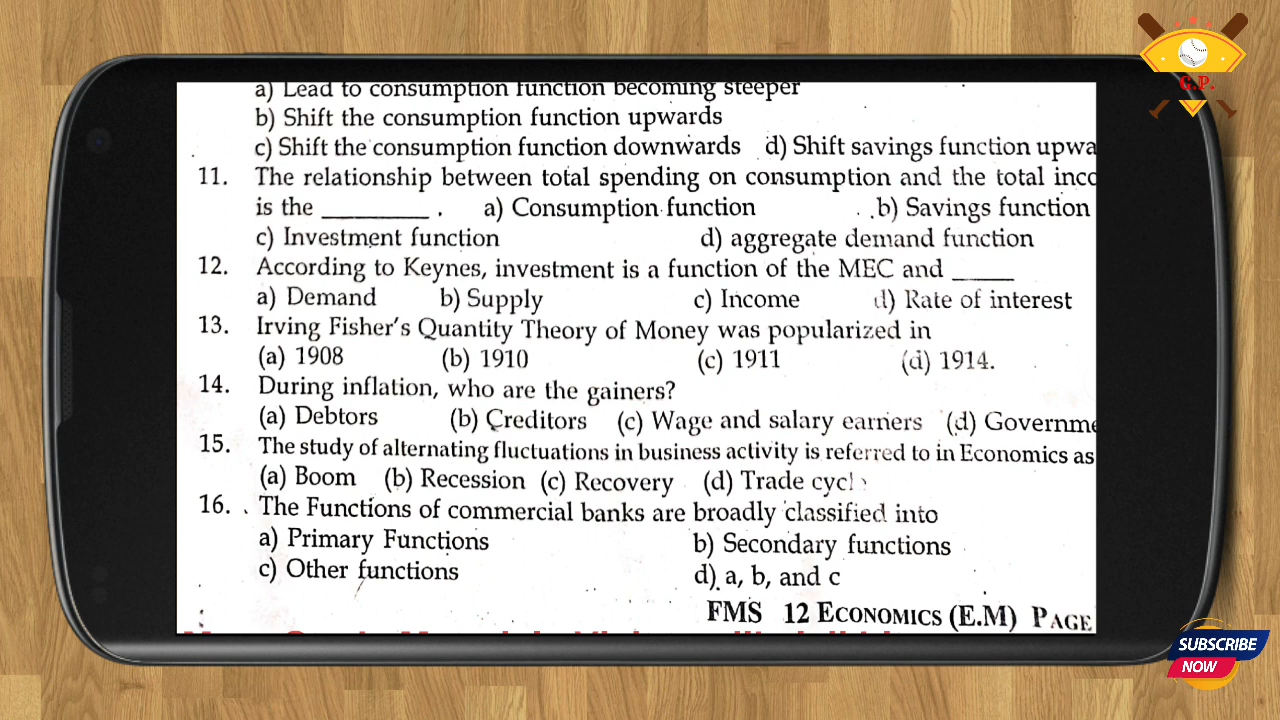 a) Lead to consumption function becoming steeper
b) Shift the consumption function upwards
c) Shift the consumption function downwards d) Shift savings function upwa
11. The relationship between total spending on consumption and the total inco
is the ________ . a) Consumption function b) Savings function
c) Investment function d) aggregate demand function
12. According to Keynes, investment is a function of the MEC and _____
a) Demand b) Supply c) Income d) Rate of interest
13. Irving Fisher's Quantity Theory of Money was popularized in
(a) 1908 (b) 1910 (c) 1911 (d) 1914.
14. During inflation, who are the gainers?
(a) Debtors (b) Creditors (c) Wage and salary earners (d) Governme
15. The study of alternating fluctuations in business activity is referred to in Economics as
(a) Boom (b) Recession (c) Recovery (d) Trade cycl
16. The Functions of commercial banks are broadly classified into
a) Primary Functions b) Secondary functions
c) Other functions d) a, b, and c
FMS 12 ECONOMICS (E.M) PAGE
G.P.
SUBSCRIBE
NOW